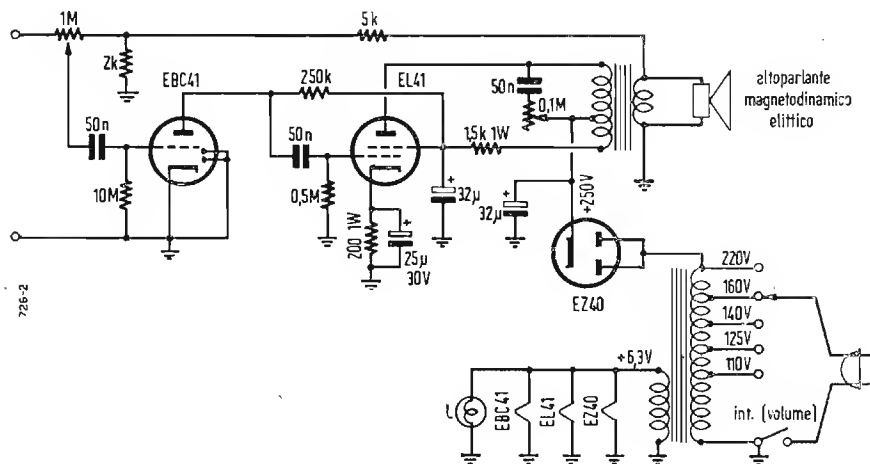 1M
5k
2k
EBC41
250k
EL41
50n
0,1M
altoparlante
magnetodinamico
elittico
50n
50n
1,5k 1W
10M
0,5M
+
32µ
+
32µ
+250V
200 1W
+
25µ
30V
EZ40
220V
160V
140V
125V
110V
726-2
+6,3V
EBC41
EL41
EZ40
int. (volume)